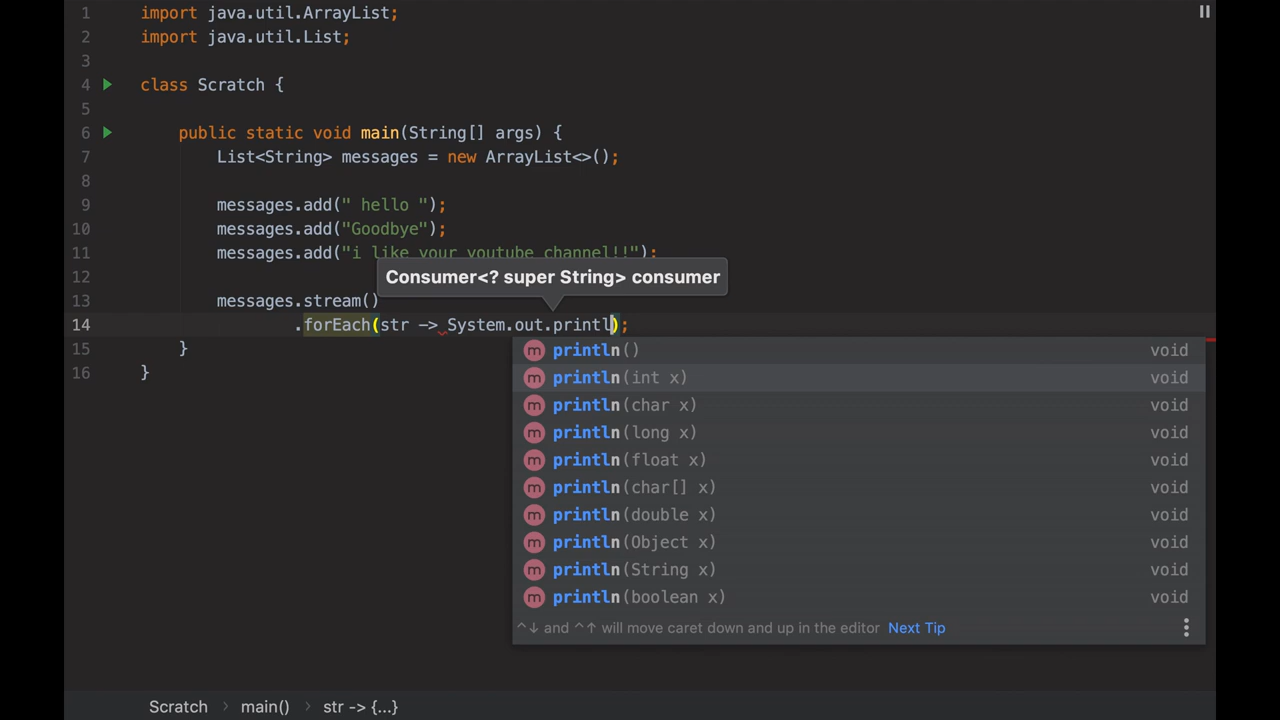 1 import java.util.ArrayList;
2 import java.util.List;
3
4 class Scratch {
5
6 public static void main(String[] args) {
7 List<String> messages = new ArrayList<>();
8
9 messages.add(" hello ");
10 messages.add("Goodbye");
11 messages.add("i like your youtube channel!!");
12
Consumer<? super String> consumer
13 messages.stream()
14 .forEach(str -> System.out.printl);
15 }
16 }
m println() void
m println(int x) void
m println(char x) void
m println(long x) void
m println(float x) void
m println(char[] x) void
m println(double x) void
m println(Object x) void
m println(String x) void
m println(boolean x) void
^↓ and ^↑ will move caret down and up in the editor Next Tip
Scratch > main() > str -> {...}